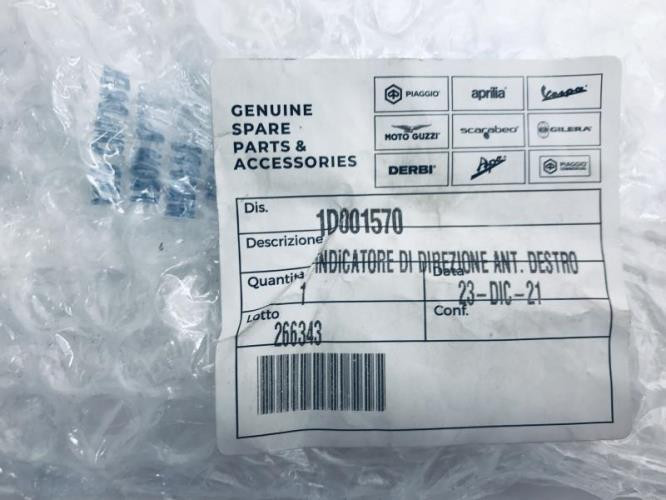 GENUINE
SPARE
PARTS &
ACCESSORIES
PIAGGIO
aprilia
Vespa
MOTO GUZZI
scarabeo
GILERA
DERBI
Ape
PIAGGIO
Dis.
1D001570
Descrizione
INDICATORE DI DIREZIONE ANT. DESTRO
Quantità
1
Data
23-DIC-21
Lotto
266343
Conf.